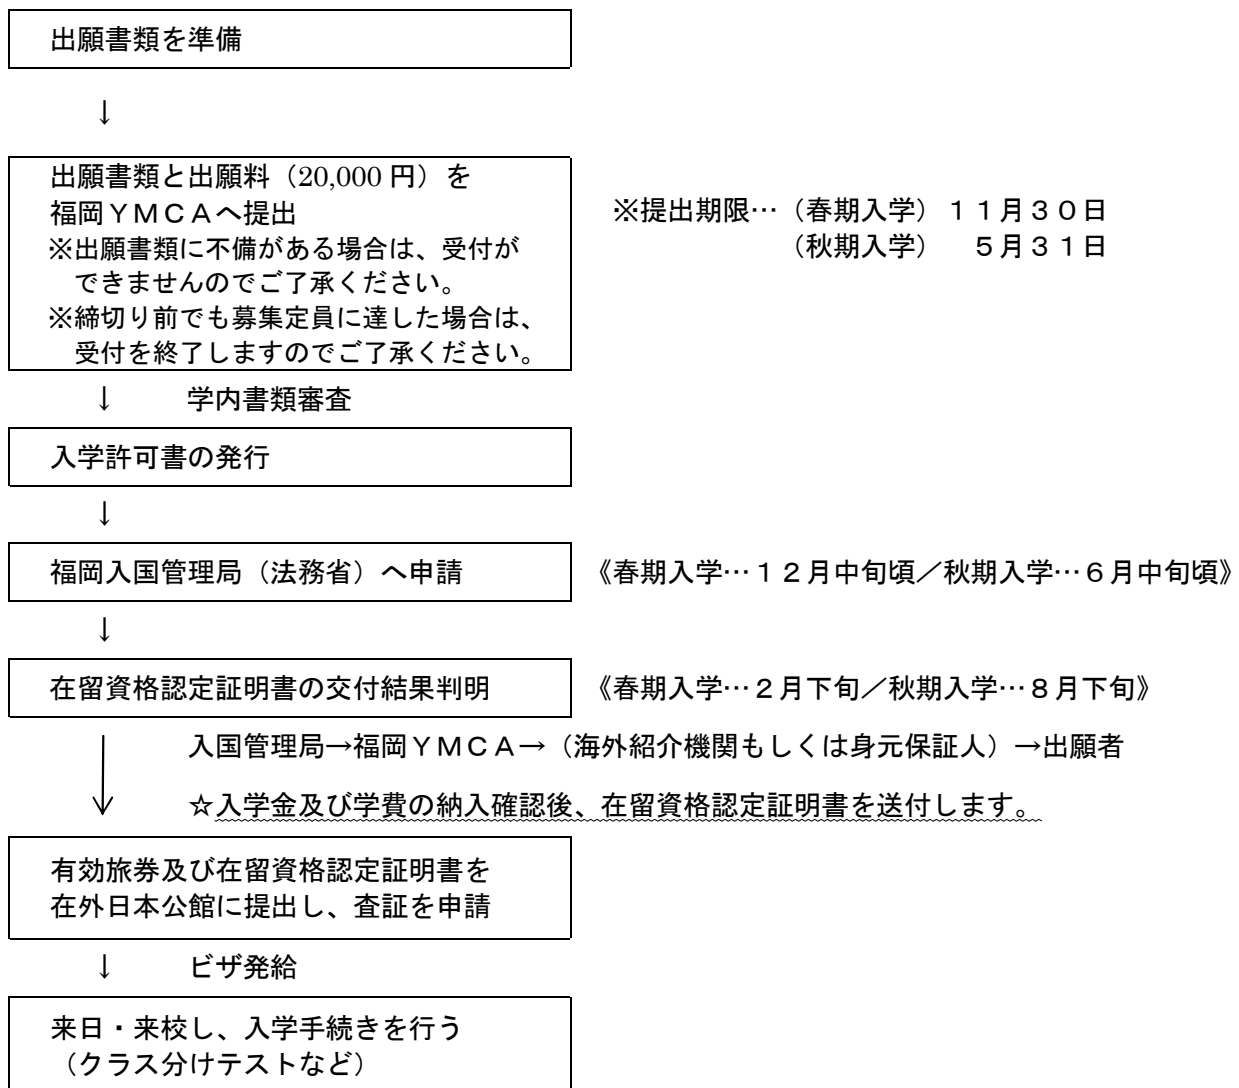 出願書類を準備
↓
出願書類と出願料（20,000 円）を
福岡ＹＭＣＡへ提出
※出願書類に不備がある場合は、受付が
できませんのでご了承ください。
※締切り前でも募集定員に達した場合は、
受付を終了しますのでご了承ください。
※提出期限…（春期入学）１１月３０日
（秋期入学）　５月３１日
↓　学内書類審査
入学許可書の発行
↓
福岡入国管理局（法務省）へ申請
《春期入学…１２月中旬頃／秋期入学…６月中旬頃》
↓
在留資格認定証明書の交付結果判明
《春期入学…２月下旬／秋期入学…８月下旬》
入国管理局→福岡ＹＭＣＡ→（海外紹介機関もしくは身元保証人）→出願者
☆入学金及び学費の納入確認後、在留資格認定証明書を送付します。
有効旅券及び在留資格認定証明書を
在外日本公館に提出し、査証を申請
↓　ビザ発給
来日・来校し、入学手続きを行う
（クラス分けテストなど）